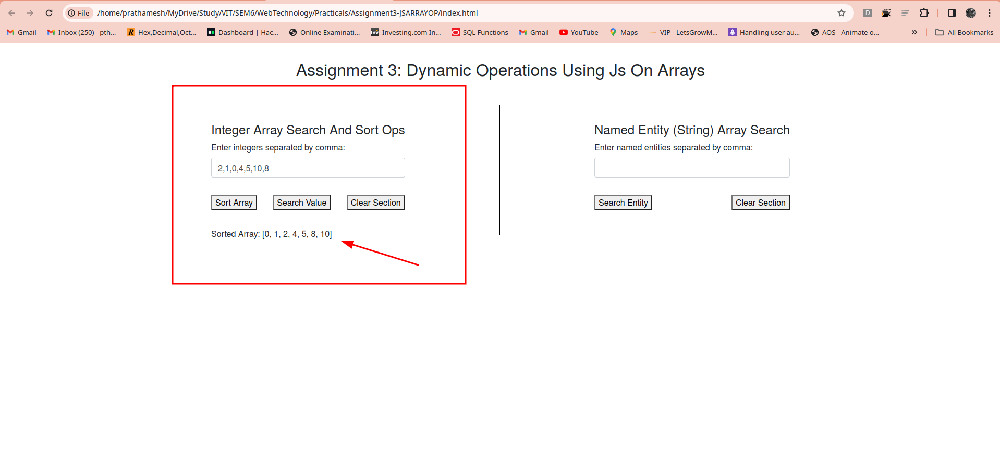 File /home/prathamesh/MyDrive/Study/VIT/SEM6/WebTechnology/Practicals/Assignment3-JSARRAYOP/index.html D
Gmail Inbox (250) - pth... R Hex,Decimal,Oct... Dashboard | Hac... Online Examinati... Inv Investing.com In... SQL Functions Gmail YouTube Maps VIP - LetsGrowM... Handling user au... AOS - Animate o... » All Bookmarks
Assignment 3: Dynamic Operations Using Js On Arrays
Integer Array Search And Sort Ops
Enter integers separated by comma:
2,1,0,4,5,10,8
Sort Array Search Value Clear Section
Sorted Array: [0, 1, 2, 4, 5, 8, 10]
Named Entity (String) Array Search
Enter named entities separated by comma:
Search Entity Clear Section